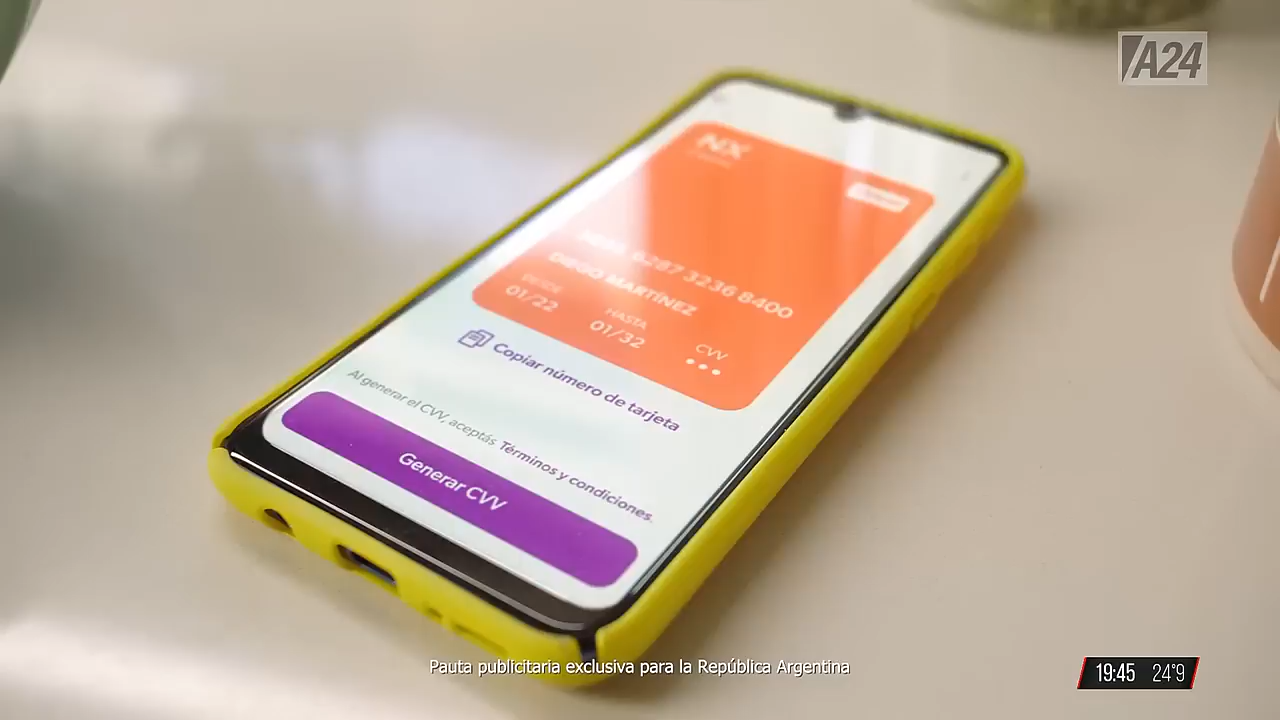 A24
NX
6287 3236 8400
DIEGO MARTÍNEZ
DESDE
01/22
HASTA
01/32
CVV
Copiar número de tarjeta
Al generar el CVV, aceptás Términos y condiciones.
Generar CVV
Pauta publicitaria exclusiva para la República Argentina
19:45 24°9